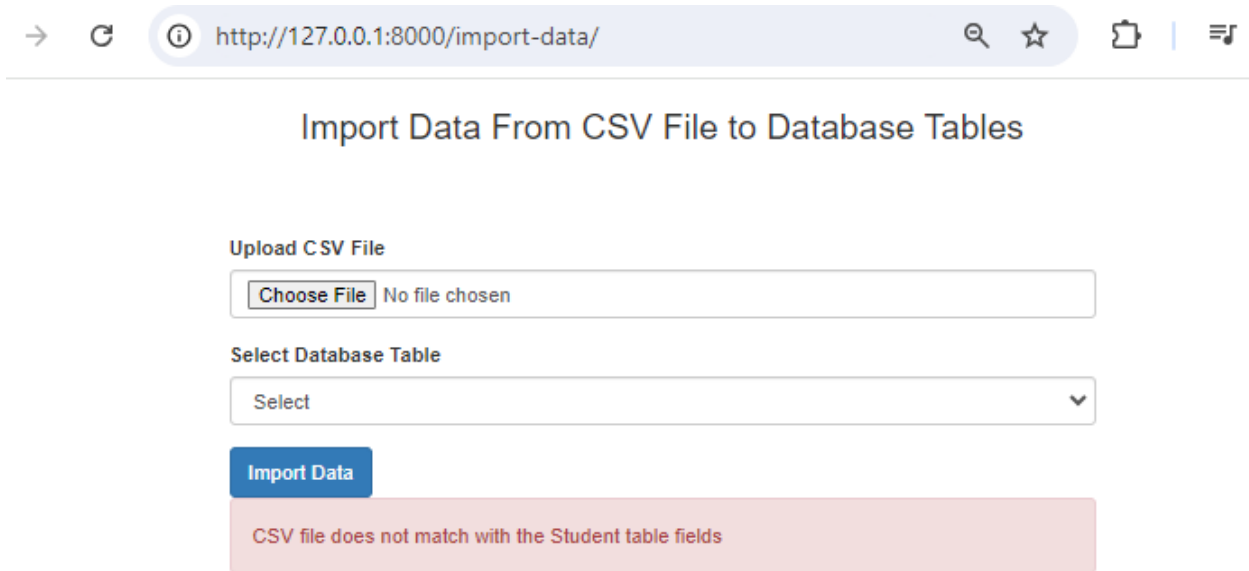 http://127.0.0.1:8000/import-data/
Import Data From CSV File to Database Tables
Upload CSV File
Choose File No file chosen
Select Database Table
Select
Import Data
CSV file does not match with the Student table fields